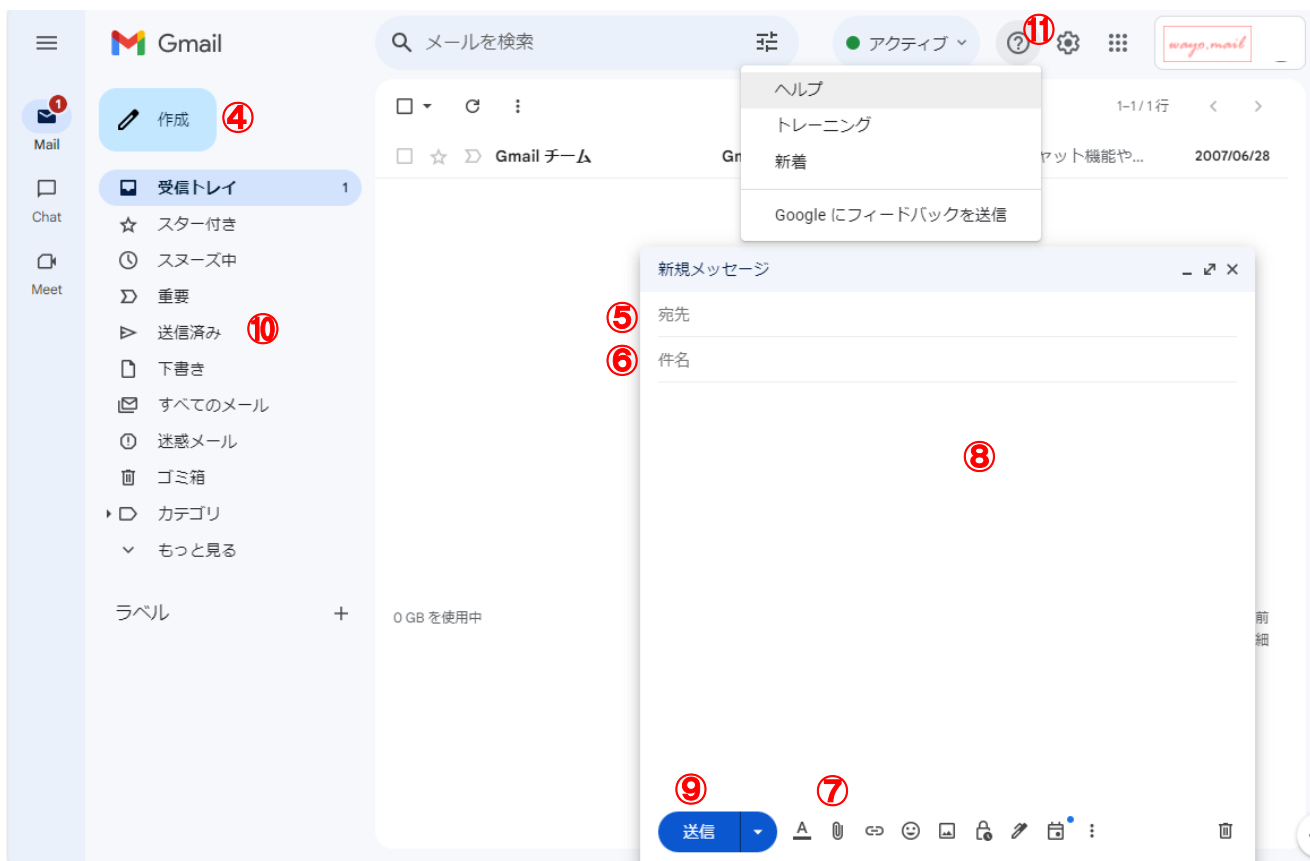 Gmail
メールを検索
アクティブ
⑪
wayo.mail
ヘルプ
トレーニング
新着
Google にフィードバックを送信
1
Mail
Chat
Meet
作成
④
受信トレイ 1
スター付き
スヌーズ中
重要
送信済み
⑩
下書き
すべてのメール
迷惑メール
ゴミ箱
カテゴリ
もっと見る
ラベル
1–1/1行
Gmail チーム
Gm
ャット機能や...
2007/06/28
0 GB を使用中
前
細
新規メッセージ
⑤ 宛先
⑥ 件名
⑧
⑨
⑦
送信
A